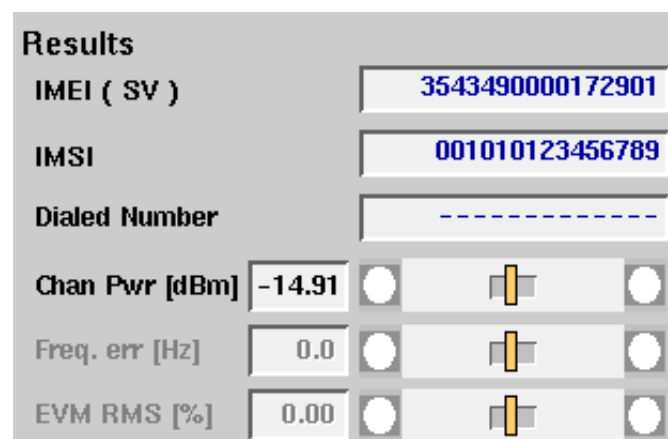 Results
IMEI ( SV ) 3543490000172901
IMSI 001010123456789
Dialed Number -------------
Chan Pwr [dBm] -14.91
Freq. err [Hz] 0.0
EVM RMS [%] 0.00